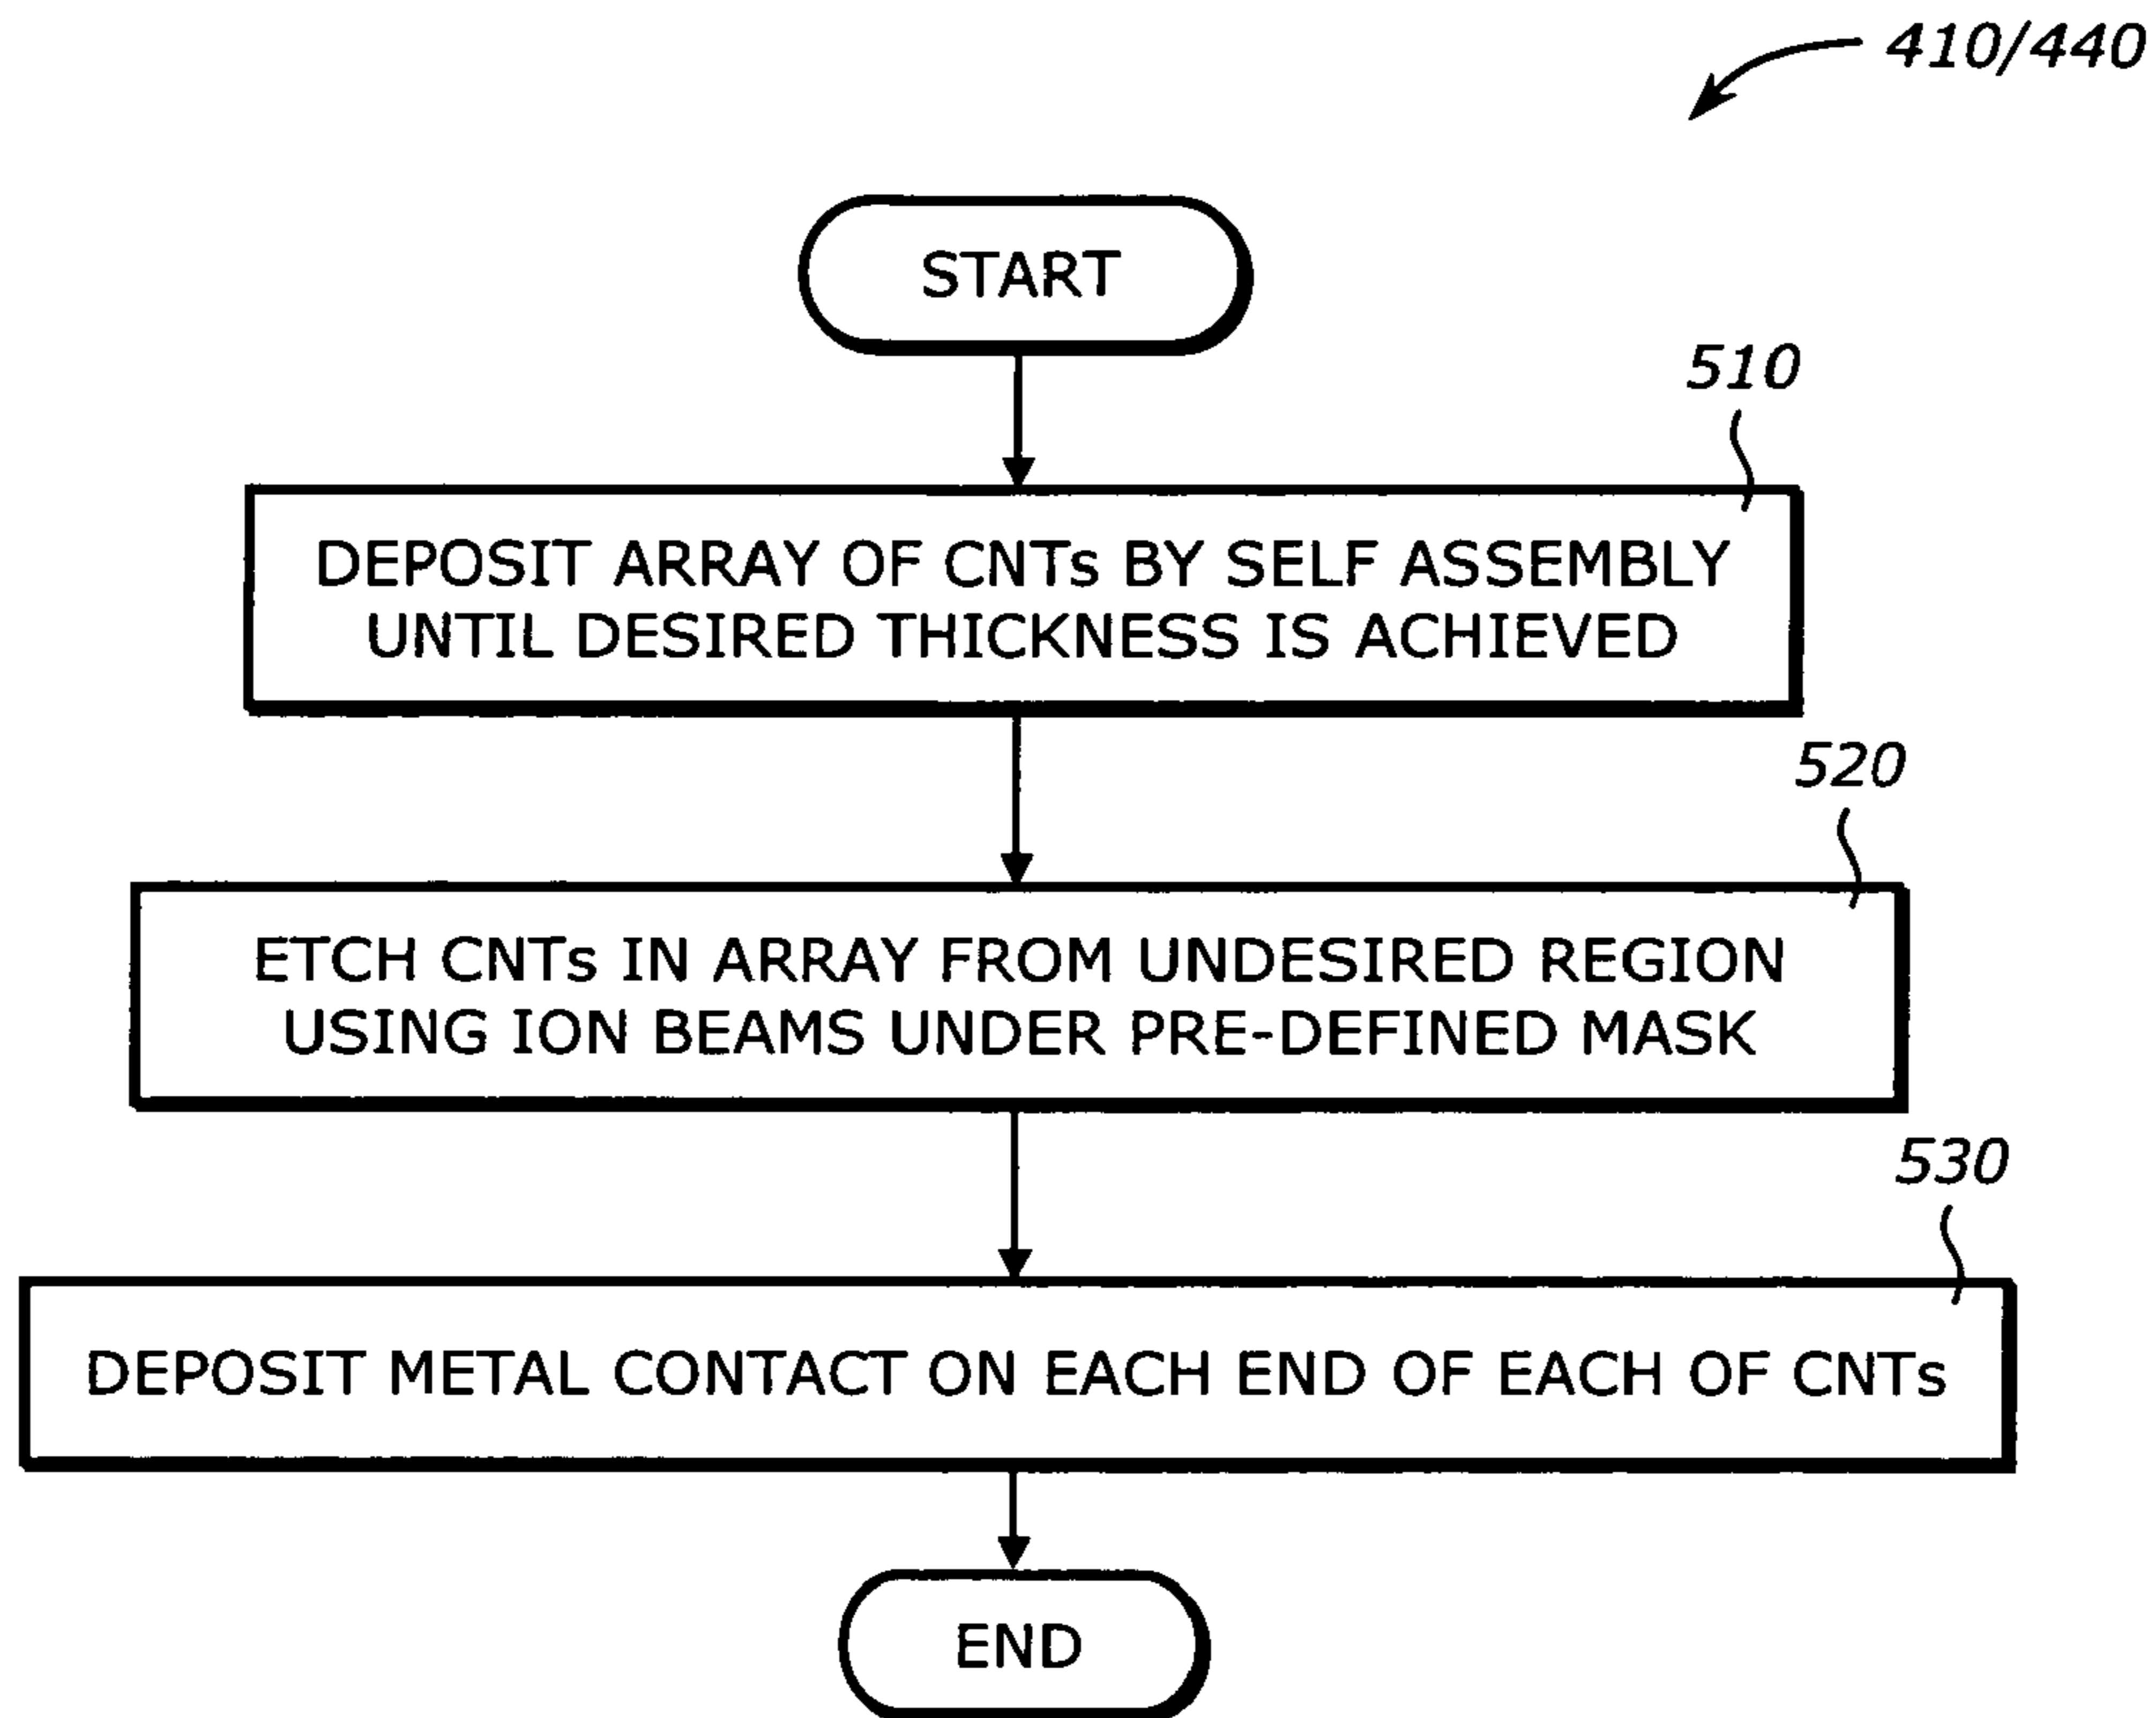 410/440
START
510
DEPOSIT ARRAY OF CNTs BY SELF ASSEMBLY
UNTIL DESIRED THICKNESS IS ACHIEVED
520
ETCH CNTs IN ARRAY FROM UNDESIRED REGION
USING ION BEAMS UNDER PRE-DEFINED MASK
530
DEPOSIT METAL CONTACT ON EACH END OF EACH OF CNTs
END